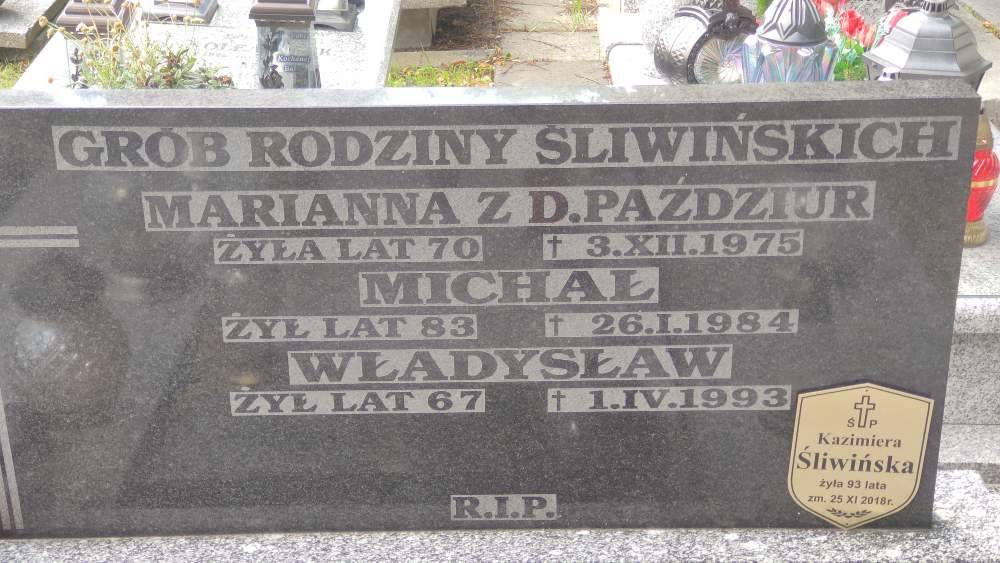 Kochana
GRÓB RODZINY ŚLIWIŃSKICH
MARIANNA Z D.PAŹDZIUR
ŻYŁA LAT 70 † 3.XII.1975
MICHAŁ
ŻYŁ LAT 83 † 26.I.1984
WŁADYSŁAW
ŻYŁ LAT 67 † 1.IV.1993
R.I.P.
Ś P
Kazimiera
Śliwińska
żyła 93 lata
zm. 25 XI 2018r.